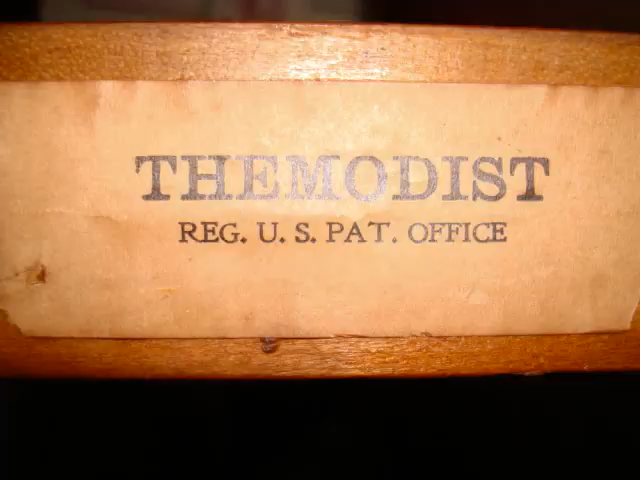 THEMODIST
REG. U. S. PAT. OFFICE